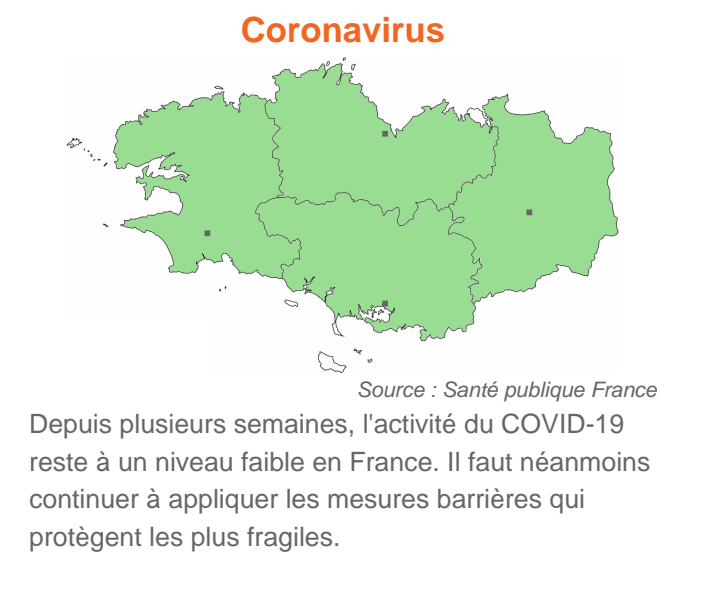 Coronavirus
Source : Santé publique France
Depuis plusieurs semaines, l'activité du COVID-19
reste à un niveau faible en France. Il faut néanmoins
continuer à appliquer les mesures barrières qui
protègent les plus fragiles.